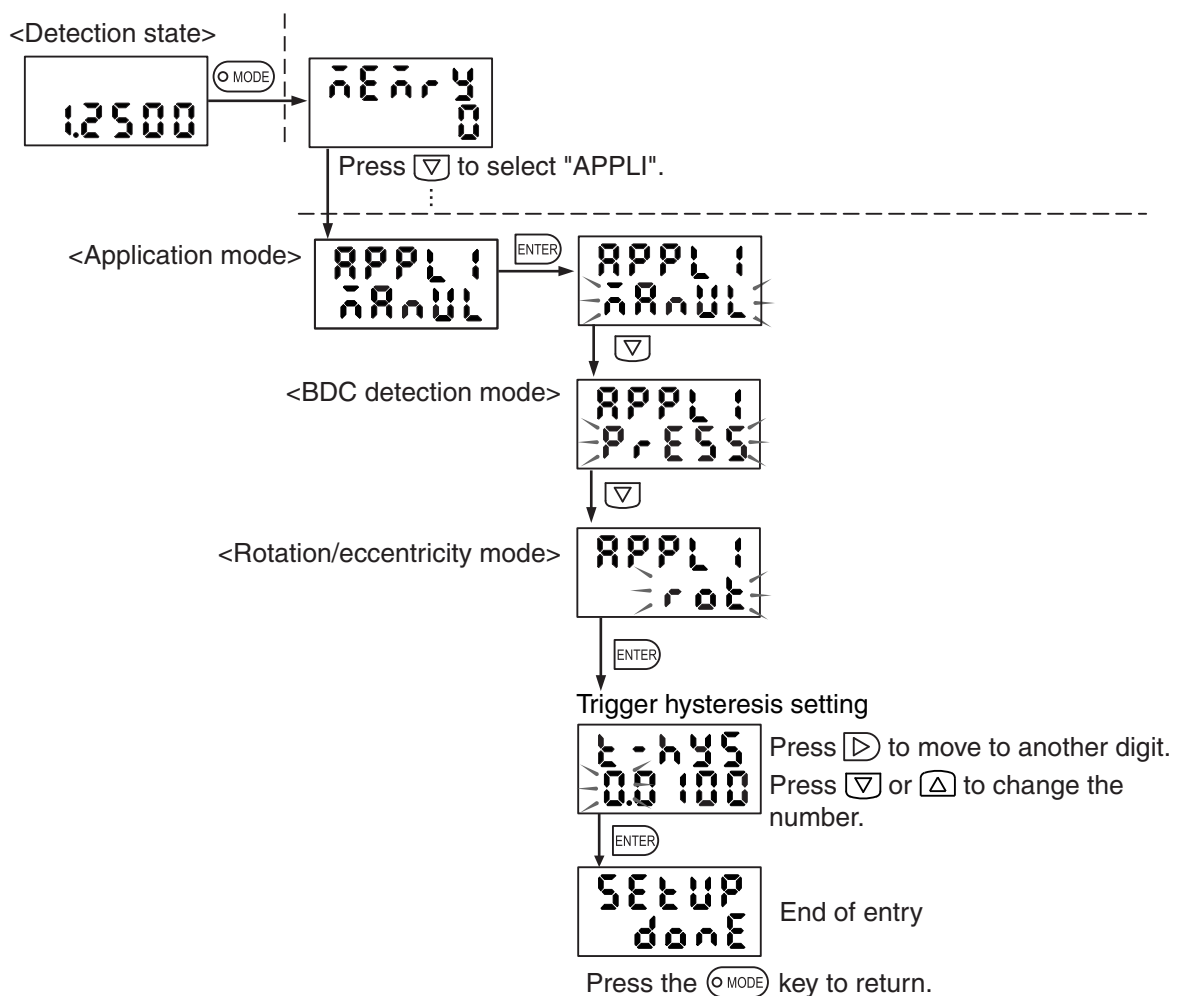 <Detection state>
MODE
1.2500
mEmrY
0
Press to select "APPLI".
<Application mode>
APPLI
mAnUL
ENTER
APPLI
mAnUL
<BDC detection mode>
APPLI
PrESS
<Rotation/eccentricity mode>
APPLI
rot
ENTER
Trigger hysteresis setting
t-hYS
0.0100
Press to move to another digit.
Press or to change the
number.
ENTER
SEtUP
donE
End of entry
Press the MODE key to return.